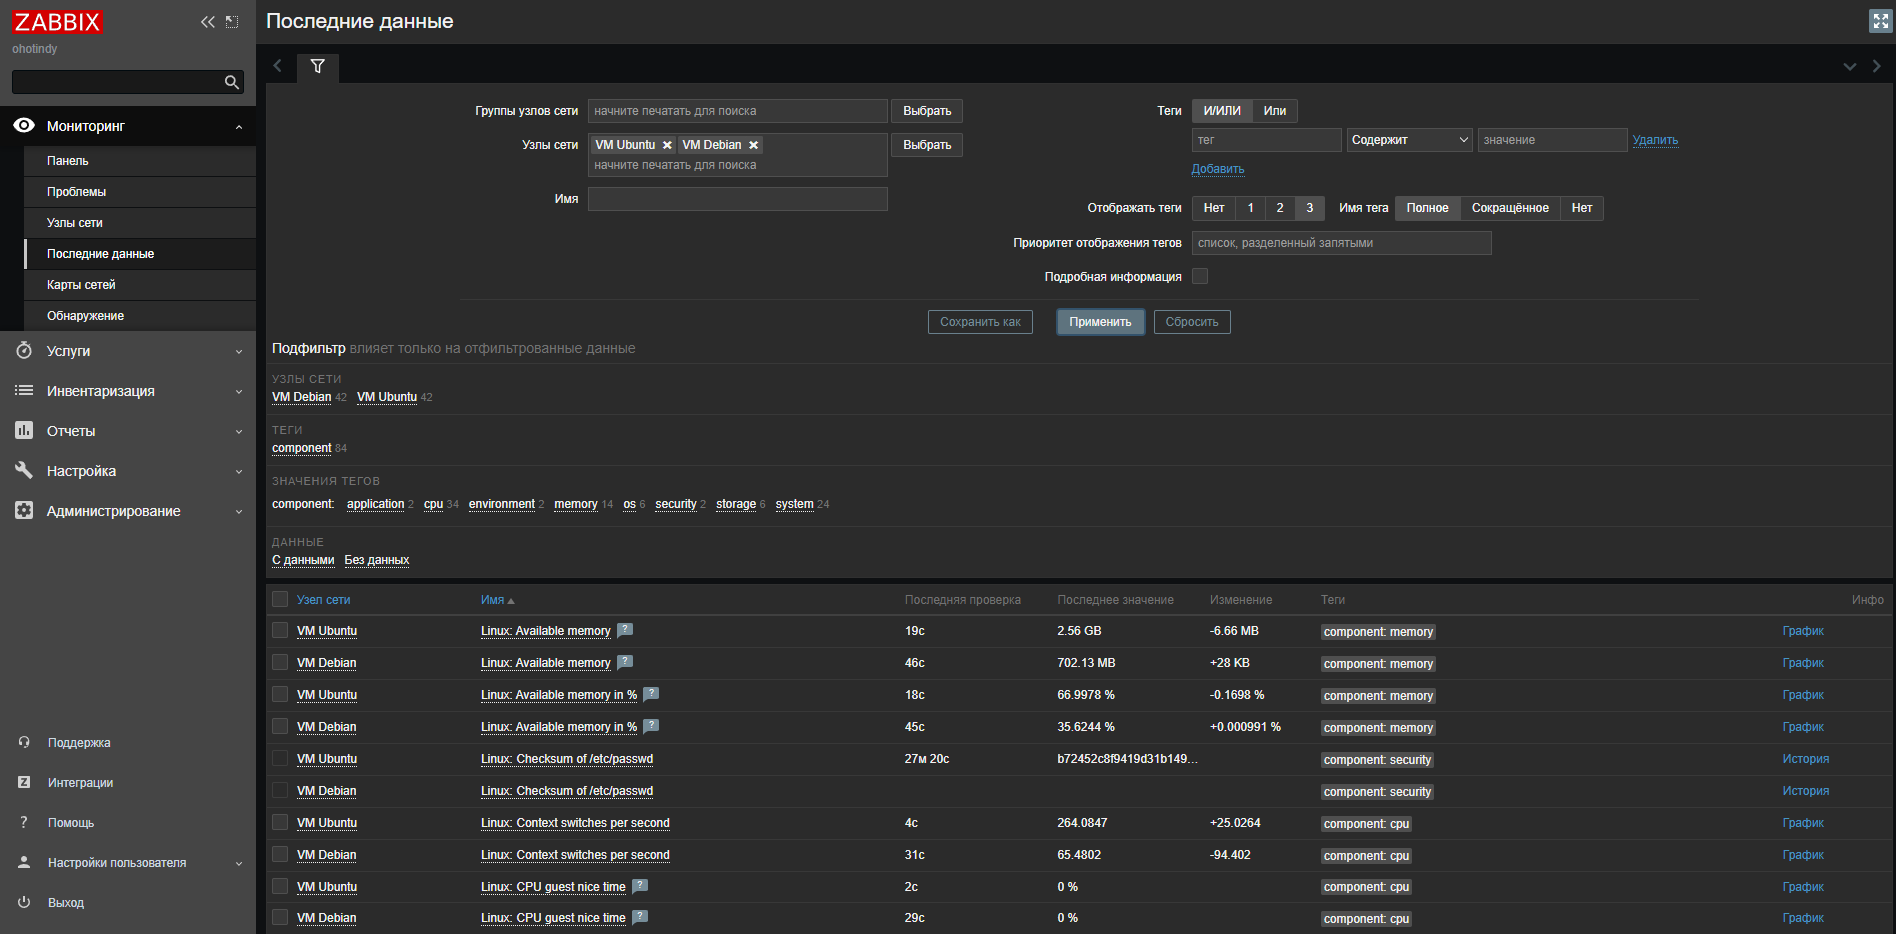 ZABBIX
ohotindy
Мониторинг
Панель
Проблемы
Узлы сети
Последние данные
Карты сетей
Обнаружение
Услуги
Инвентаризация
Отчеты
Настройка
Администрирование
Поддержка
Z Интеграции
? Помощь
Настройки пользователя
Выход
Последние данные
Группы узлов сети начните печатать для поиска Выбрать
Узлы сети VM Ubuntu VM Debian Выбрать
начните печатать для поиска
Имя
Теги И/ИЛИ Или
тег Содержит значение Удалить
Добавить
Отображать теги Нет 1 2 3 Имя тега Полное Сокращённое Нет
Приоритет отображения тегов список, разделенный запятыми
Подробная информация
Сохранить как Применить Сбросить
Подфильтр влияет только на отфильтрованные данные
УЗЛЫ СЕТИ
VM Debian 42 VM Ubuntu 42
ТЕГИ
component 84
ЗНАЧЕНИЯ ТЕГОВ
component: application 2 cpu 34 environment 2 memory 14 os 6 security 2 storage 6 system 24
ДАННЫЕ
С данными Без данных
Узел сети Имя Последняя проверка Последнее значение Изменение Теги Инфо
VM Ubuntu Linux: Available memory ? 19с 2.56 GB -6.66 MB component: memory График
VM Debian Linux: Available memory ? 46с 702.13 MB +28 KB component: memory График
VM Ubuntu Linux: Available memory in % ? 18с 66.9978 % -0.1698 % component: memory График
VM Debian Linux: Available memory in % ? 45с 35.6244 % +0.000991 % component: memory График
VM Ubuntu Linux: Checksum of /etc/passwd 27м 20с b72452c8f9419d31b149... component: security История
VM Debian Linux: Checksum of /etc/passwd component: security История
VM Ubuntu Linux: Context switches per second 4с 264.0847 +25.0264 component: cpu График
VM Debian Linux: Context switches per second 31с 65.4802 -94.402 component: cpu График
VM Ubuntu Linux: CPU guest nice time ? 2с 0 % component: cpu График
VM Debian Linux: CPU guest nice time ? 29с 0 % component: cpu График